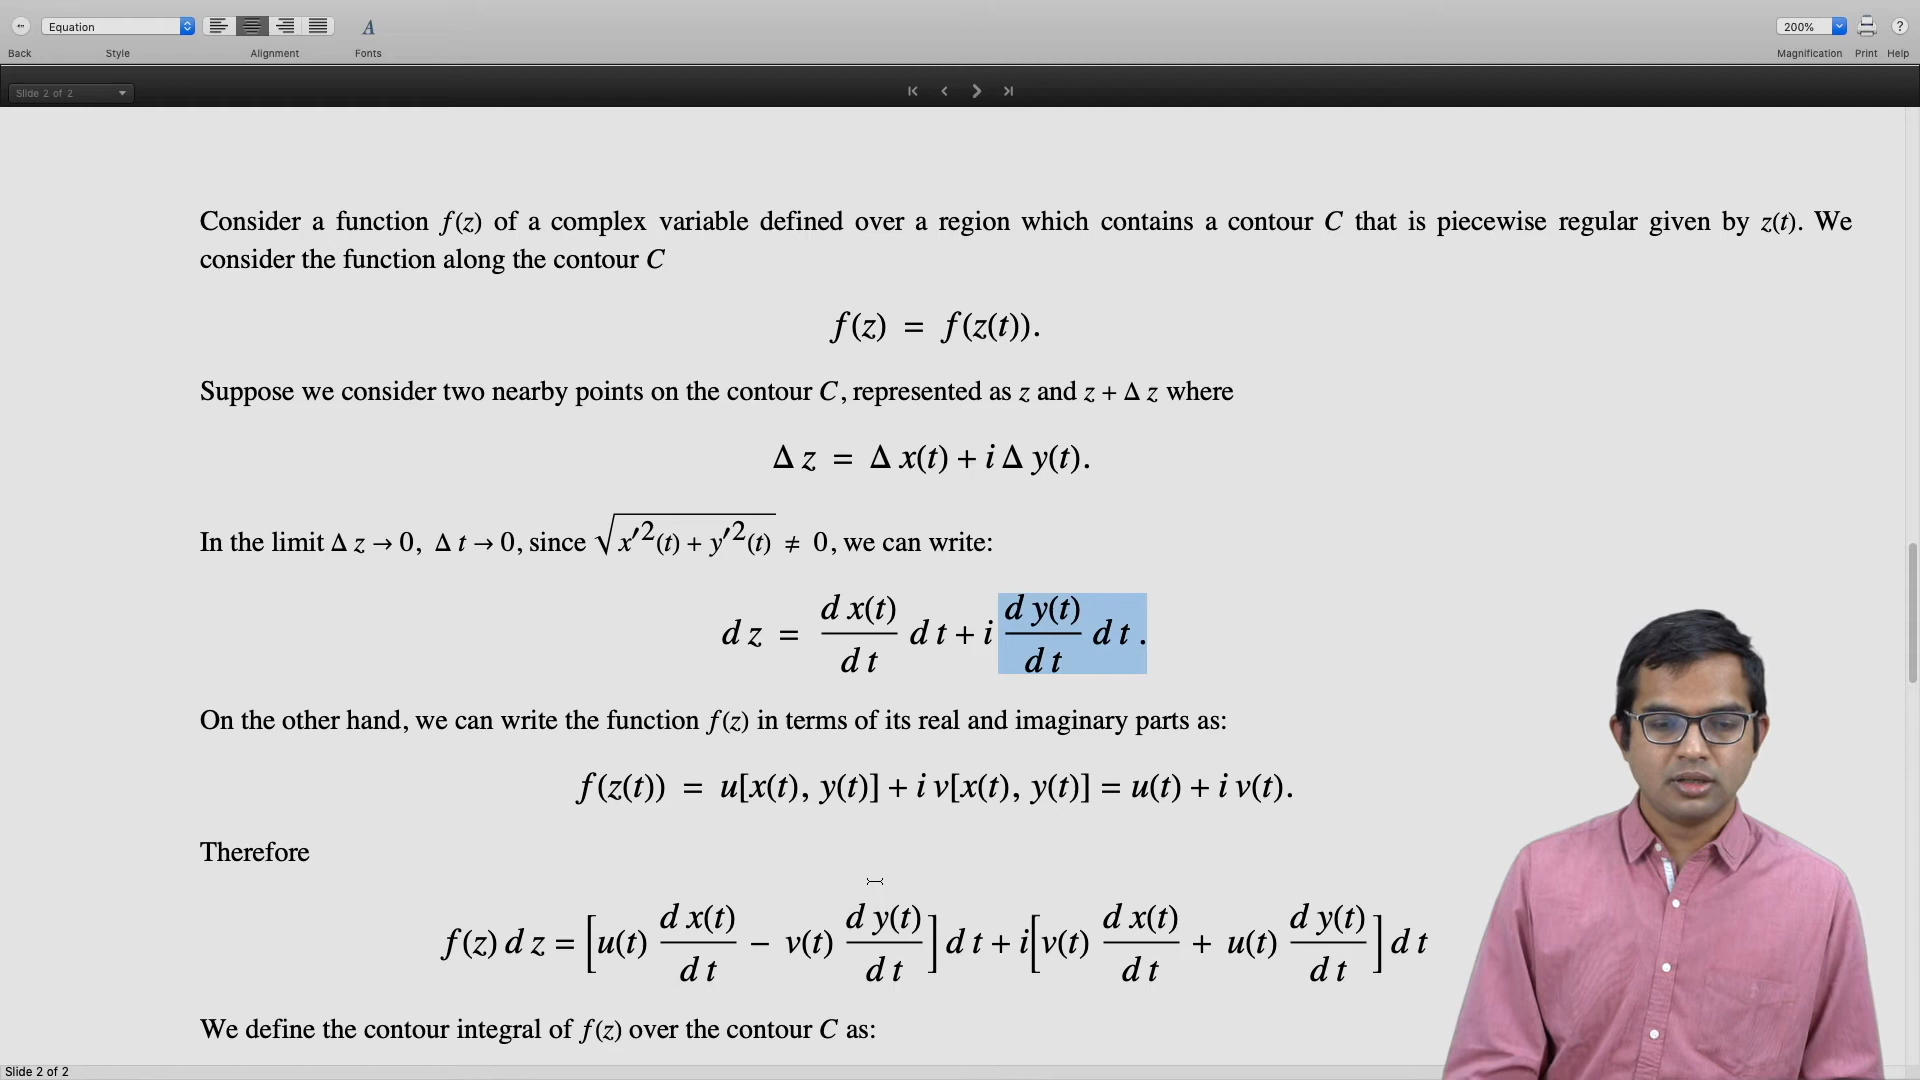 Equation
200%
Back Style Alignment Fonts Magnification Print Help
Slide 2 of 2
Consider a function f(z) of a complex variable defined over a region which contains a contour C that is piecewise regular given by z(t). We
consider the function along the contour C
f(z) = f(z(t)).
Suppose we consider two nearby points on the contour C, represented as z and z + Δ z where
Δ z = Δ x(t) + i Δ y(t).
In the limit Δ z → 0, Δ t → 0, since √(x′²(t) + y′²(t)) ≠ 0, we can write:
d z = d x(t)/d t d t + i d y(t)/d t d t .
On the other hand, we can write the function f(z) in terms of its real and imaginary parts as:
f(z(t)) = u[x(t), y(t)] + i v[x(t), y(t)] = u(t) + i v(t).
Therefore
f(z) d z = [u(t) d x(t)/d t − v(t) d y(t)/d t] d t + i[v(t) d x(t)/d t + u(t) d y(t)/d t] d t
We define the contour integral of f(z) over the contour C as:
Slide 2 of 2